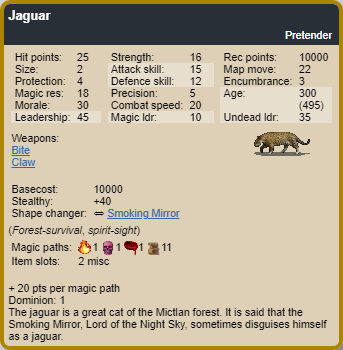 Jaguar
Pretender
Hit points: 25 Strength: 16 Rec points: 10000
Size: 2 Attack skill: 15 Map move: 22
Protection: 4 Defence skill: 12 Encumbrance: 3
Magic res: 18 Precision: 5 Age: 300
Morale: 30 Combat speed: 20 (495)
Leadership: 45 Magic ldr: 10 Undead ldr: 35
Weapons:
Bite
Claw
Basecost: 10000
Stealthy: +40
Shape changer: ⇔ Smoking Mirror
(Forest-survival, spirit-sight)
Magic paths: 1 1 1 11
Item slots: 2 misc
+ 20 pts per magic path
Dominion: 1
The jaguar is a great cat of the Mictlan forest. It is said that the
Smoking Mirror, Lord of the Night Sky, sometimes disguises himself
as a jaguar.